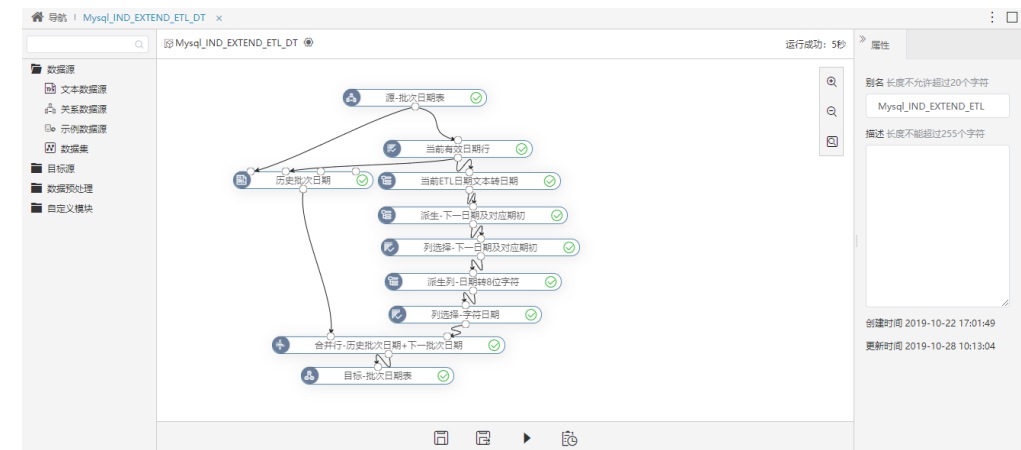 导航 Mysql_IND_EXTEND_ETL_DT ×
Mysql_IND_EXTEND_ETL_DT
运行成功：5秒
属性
数据源
文本数据源
关系数据源
示例数据源
数据集
目标源
数据预处理
自定义模块
源-批次日期表
当前有效日期行
历史批次日期
当前ETL日期文本转日期
派生-下一日期及对应期初
列选择-下一日期及对应期初
派生列-日期转8位字符
列选择-字符日期
合并行-历史批次日期+下一批次日期
目标-批次日期表
别名 长度不允许超过20个字符
Mysql_IND_EXTEND_ETL
描述 长度不能超过255个字符
创建时间 2019-10-22 17:01:49
更新时间 2019-10-28 10:13:04